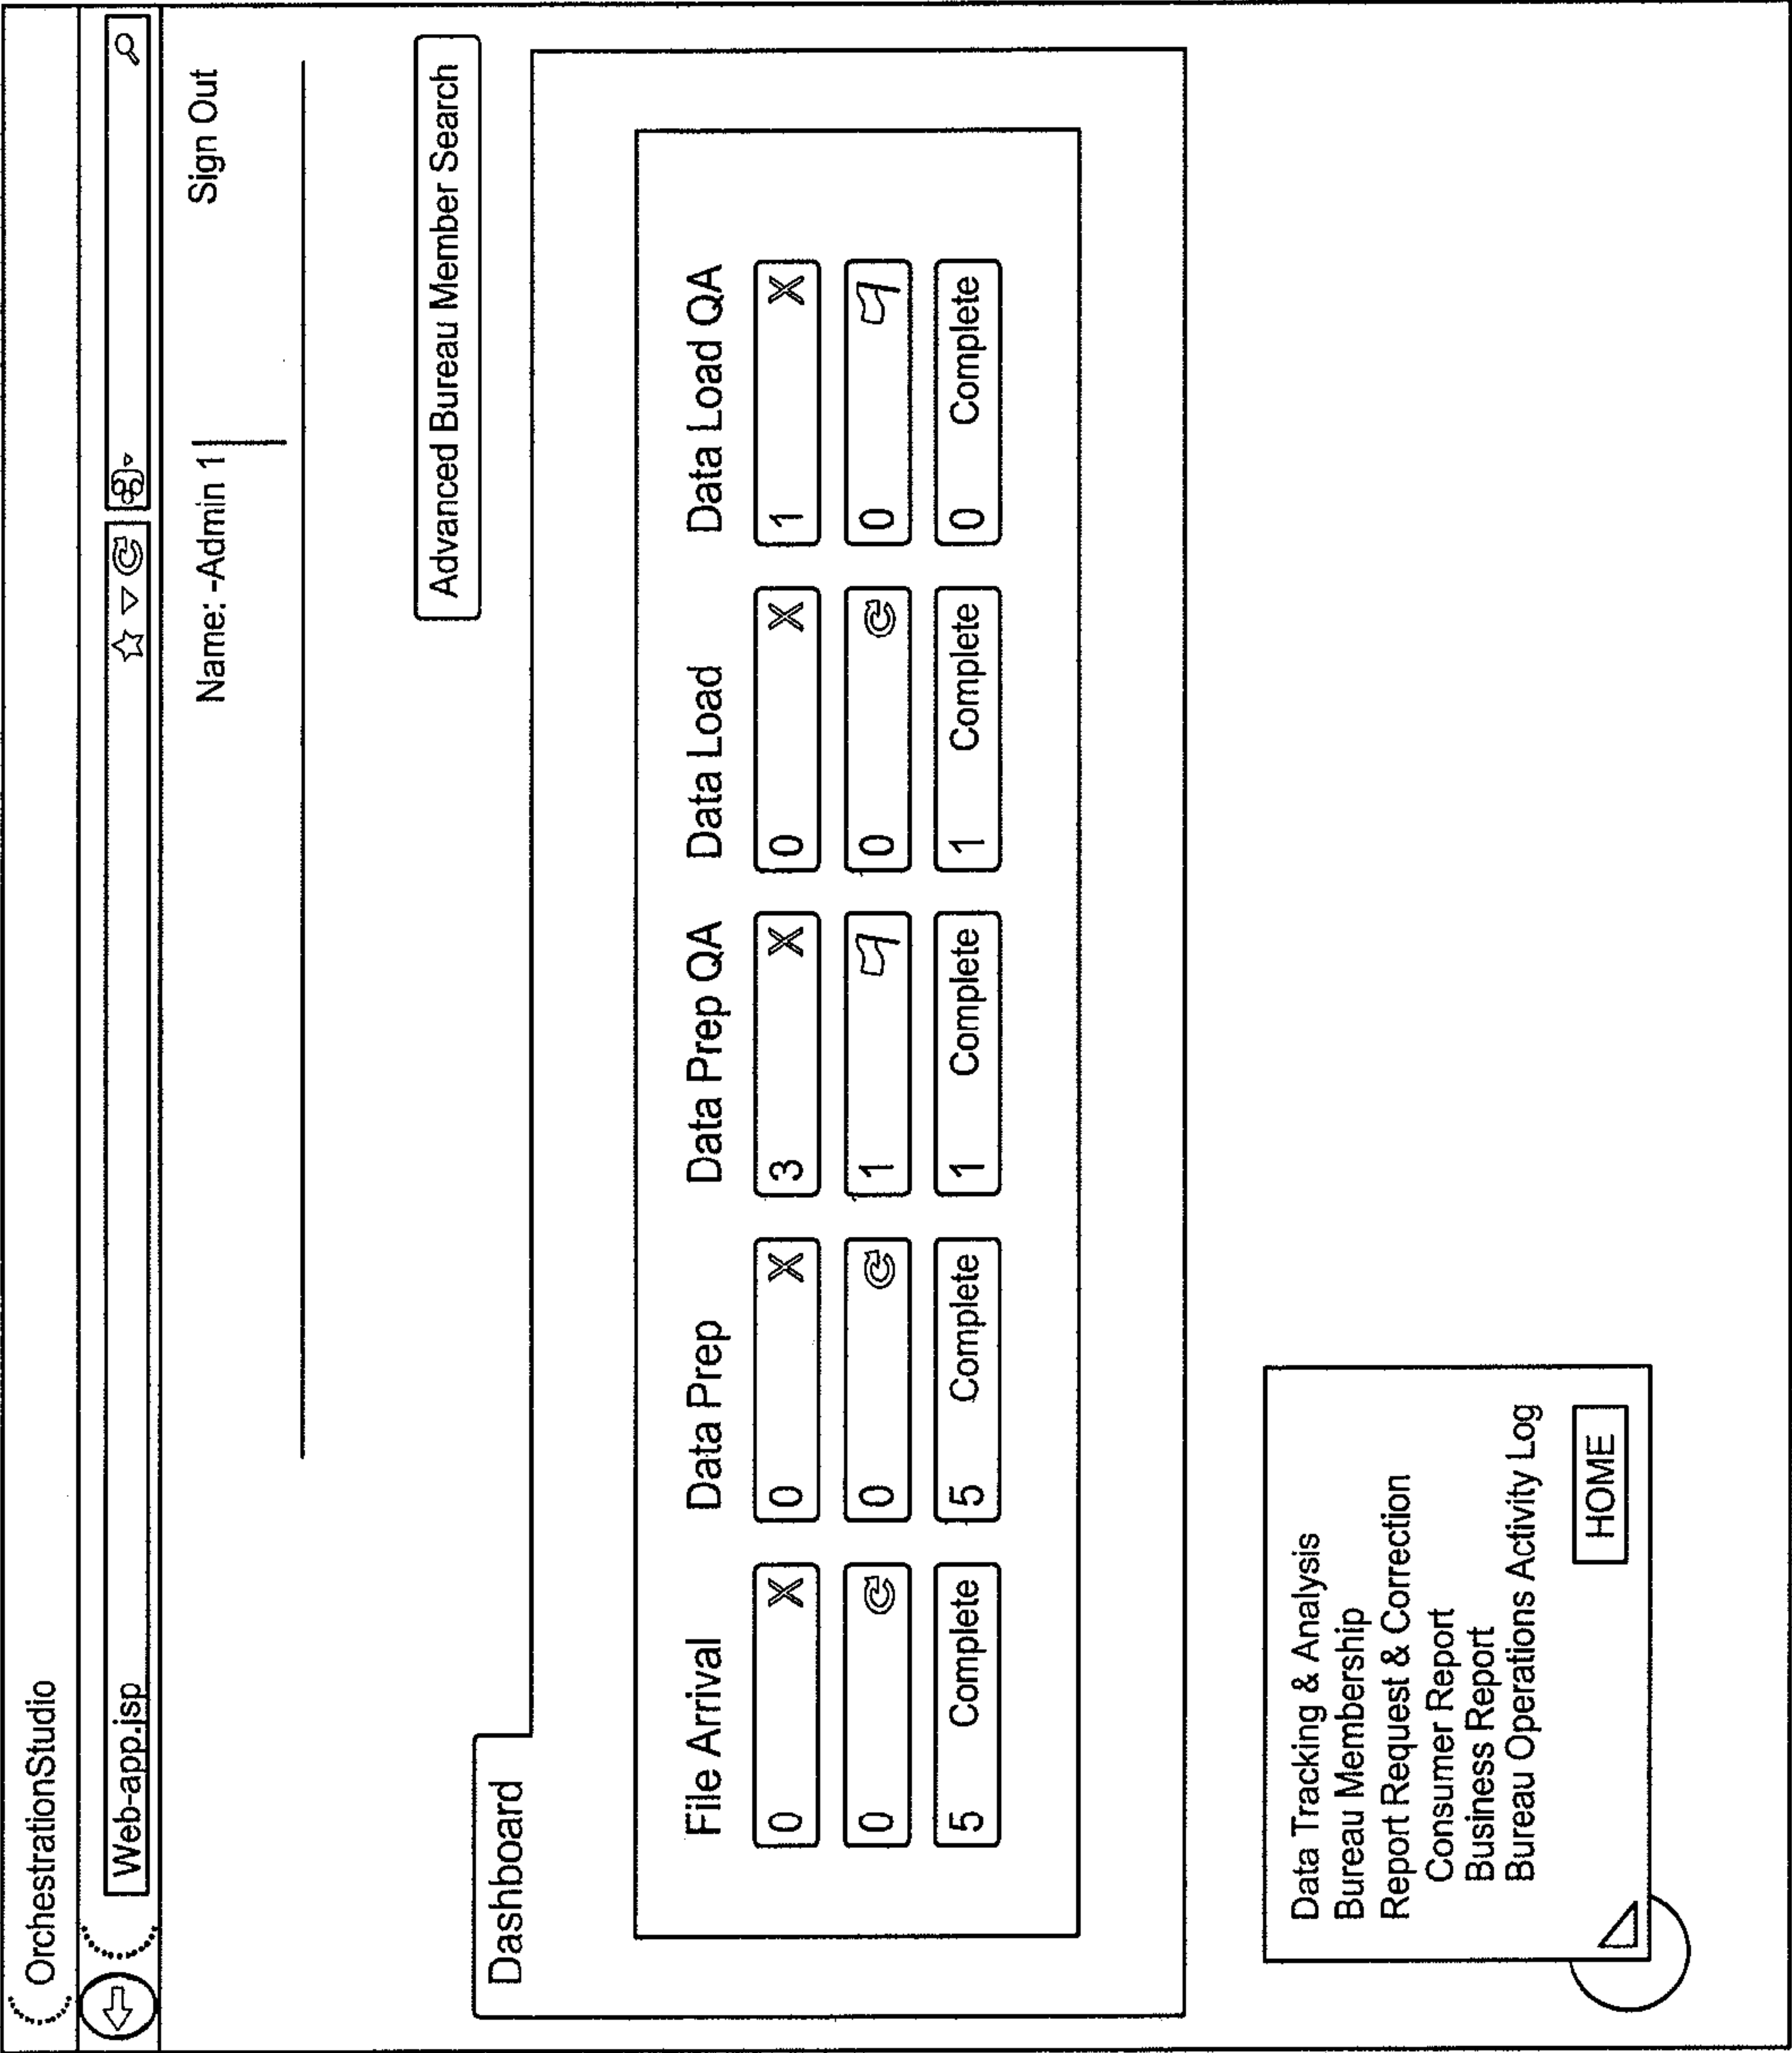 OrchestrationStudio
Web-app.jsp
Name: -Admin 1
Sign Out
Advanced Bureau Member Search
Dashboard
File Arrival Data Prep Data Prep QA Data Load Data Load QA
0 X 0 X 3 X 0 X 1 X
0 0 1 0 0
5 Complete 5 Complete 1 Complete 1 Complete 0 Complete
Data Tracking & Analysis
Bureau Membership
Report Request & Correction
Consumer Report
Business Report
Bureau Operations Activity Log
HOME